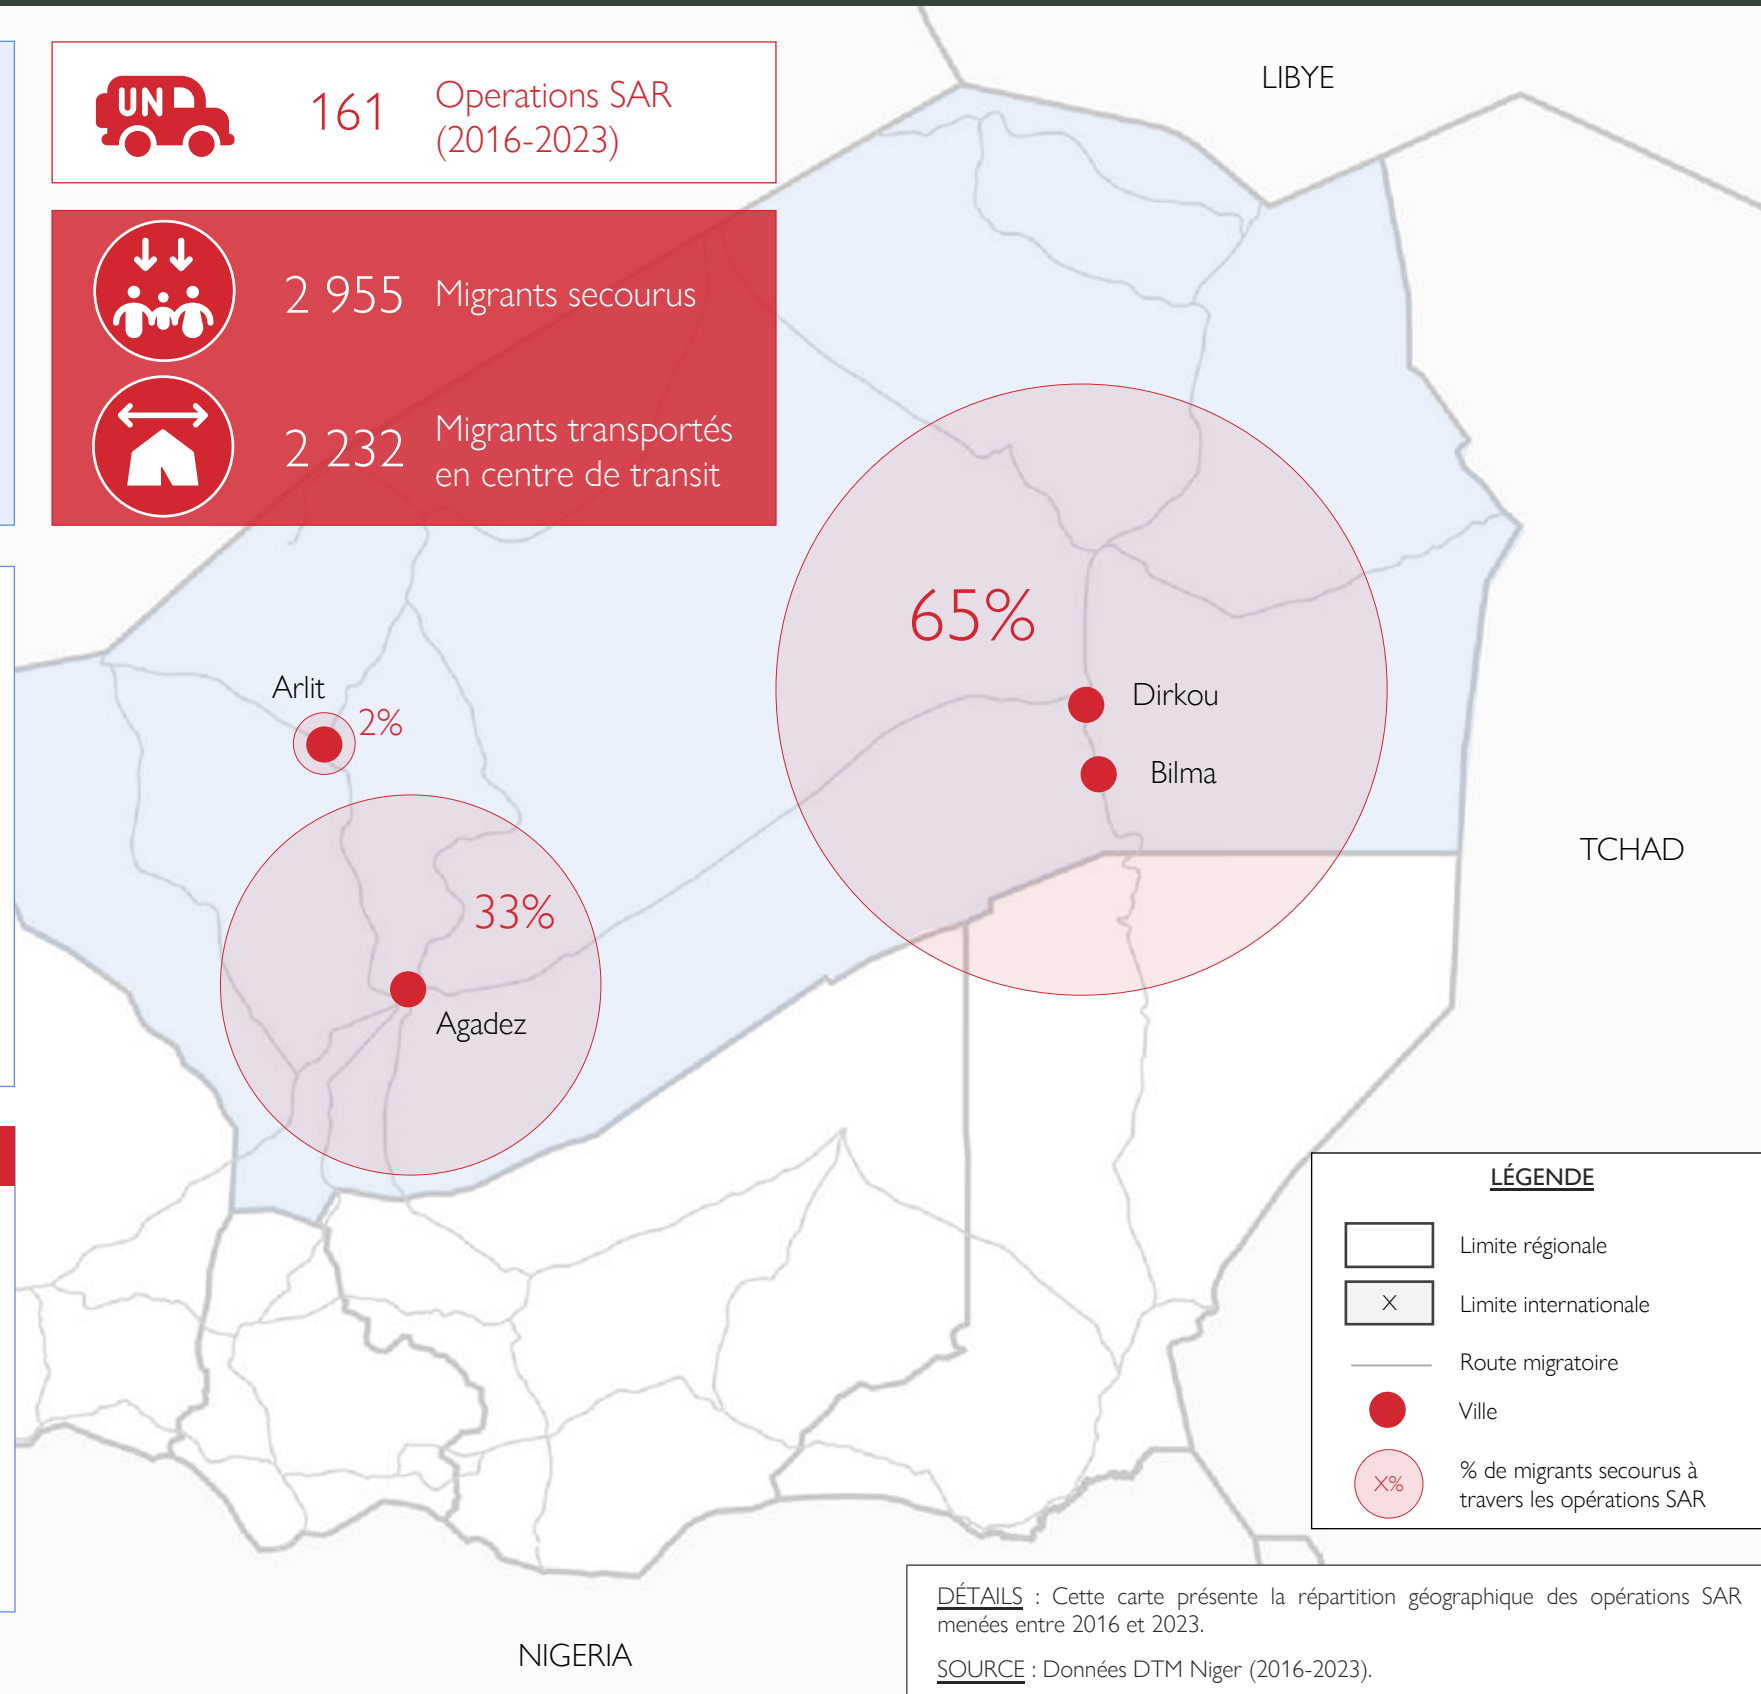 UN
161
Operations SAR
(2016-2023)
2 955
Migrants secourus
2 232
Migrants transportés
en centre de transit
LIBYE
65%
Arlit
2%
Dirkou
Bilma
TCHAD
33%
Agadez
LÉGENDE
Limite régionale
X
Limite internationale
Route migratoire
Ville
X%
% de migrants secourus à
travers les opérations SAR
NIGERIA
DÉTAILS : Cette carte présente la répartition géographique des opérations SAR
menées entre 2016 et 2023.
SOURCE : Données DTM Niger (2016-2023).